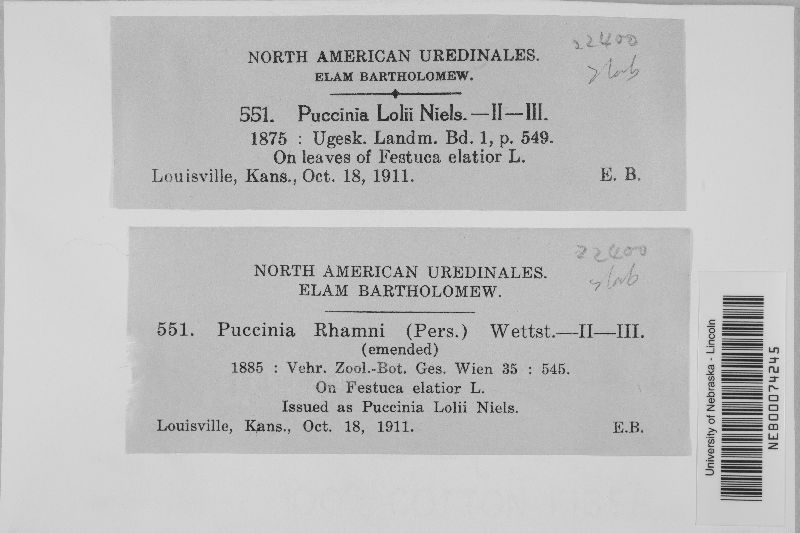 22400
NORTH AMERICAN UREDINALES.
ELAM BARTHOLOMEW.
551. Puccinia Lolii Niels.—II—III.
1875 : Ugesk. Landm. Bd. 1, p. 549.
On leaves of Festuca elatior L.
Louisville, Kans., Oct. 18, 1911. E. B.
22400
NORTH AMERICAN UREDINALES.
ELAM BARTHOLOMEW.
551. Puccinia Rhamni (Pers.) Wettst.—II—III.
(emended)
1885 : Vehr. Zool.-Bot. Ges. Wien 35 : 545.
On Festuca elatior L.
Issued as Puccinia Lolii Niels.
Louisville, Kans., Oct. 18, 1911. E.B.
University of Nebraska - Lincoln
NEB00074245